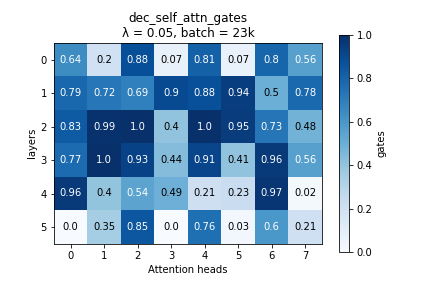 dec_self_attn_gates
λ = 0.05, batch = 23k
layers
0 0.64 0.2 0.88 0.07 0.81 0.07 0.8 0.56
1 0.79 0.72 0.69 0.9 0.88 0.94 0.5 0.78
2 0.83 0.99 1.0 0.4 1.0 0.95 0.73 0.48
3 0.77 1.0 0.93 0.44 0.91 0.41 0.96 0.56
4 0.96 0.4 0.54 0.49 0.21 0.23 0.97 0.02
5 0.0 0.35 0.85 0.0 0.76 0.03 0.6 0.21
0 1 2 3 4 5 6 7
Attention heads
1.0
0.8
0.6
0.4
0.2
0.0
gates